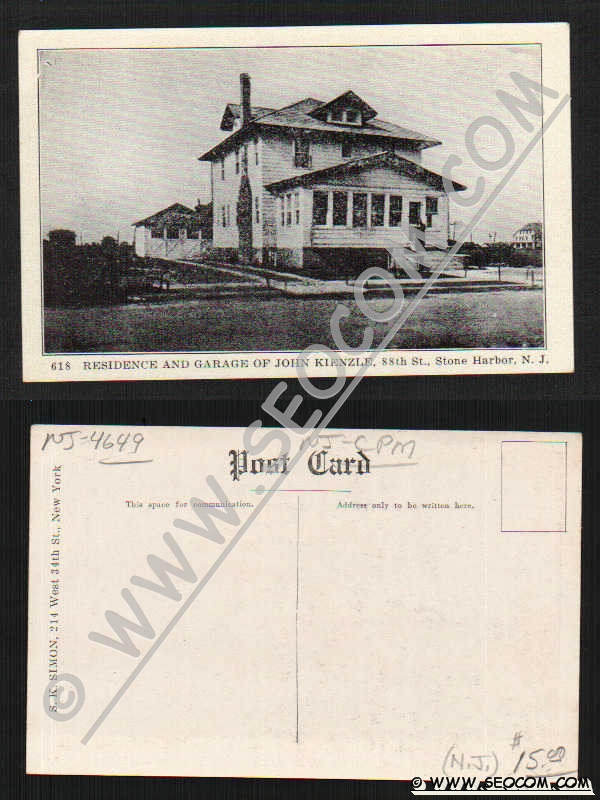 618 RESIDENCE AND GARAGE OF JOHN KIENZLE, 88th St., Stone Harbor, N. J.
© WWW.SEOCOM.COM
NJ-4649
NJ-CPM
Post Card
This space for communication.
Address only to be written here.
S. K. SIMON, 214 West 34th St., New York
(N.J.) $15.00
© WWW.SEOCOM.COM